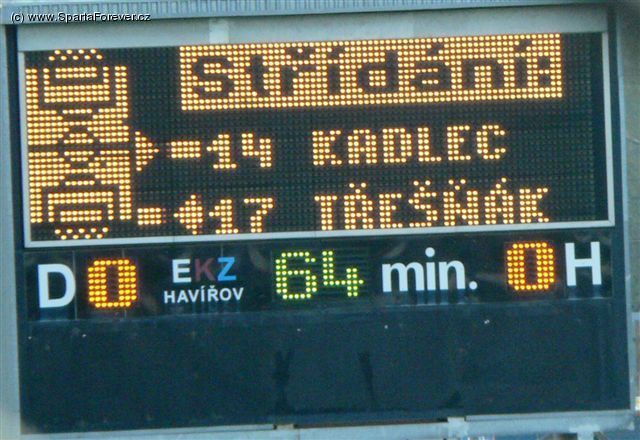 (c) www.SpartaForever.cz
Střídání:
14 KADLEC
17 TŘEŠŇÁK
D 0 EKZ HAVÍŘOV 64 min. 0 H